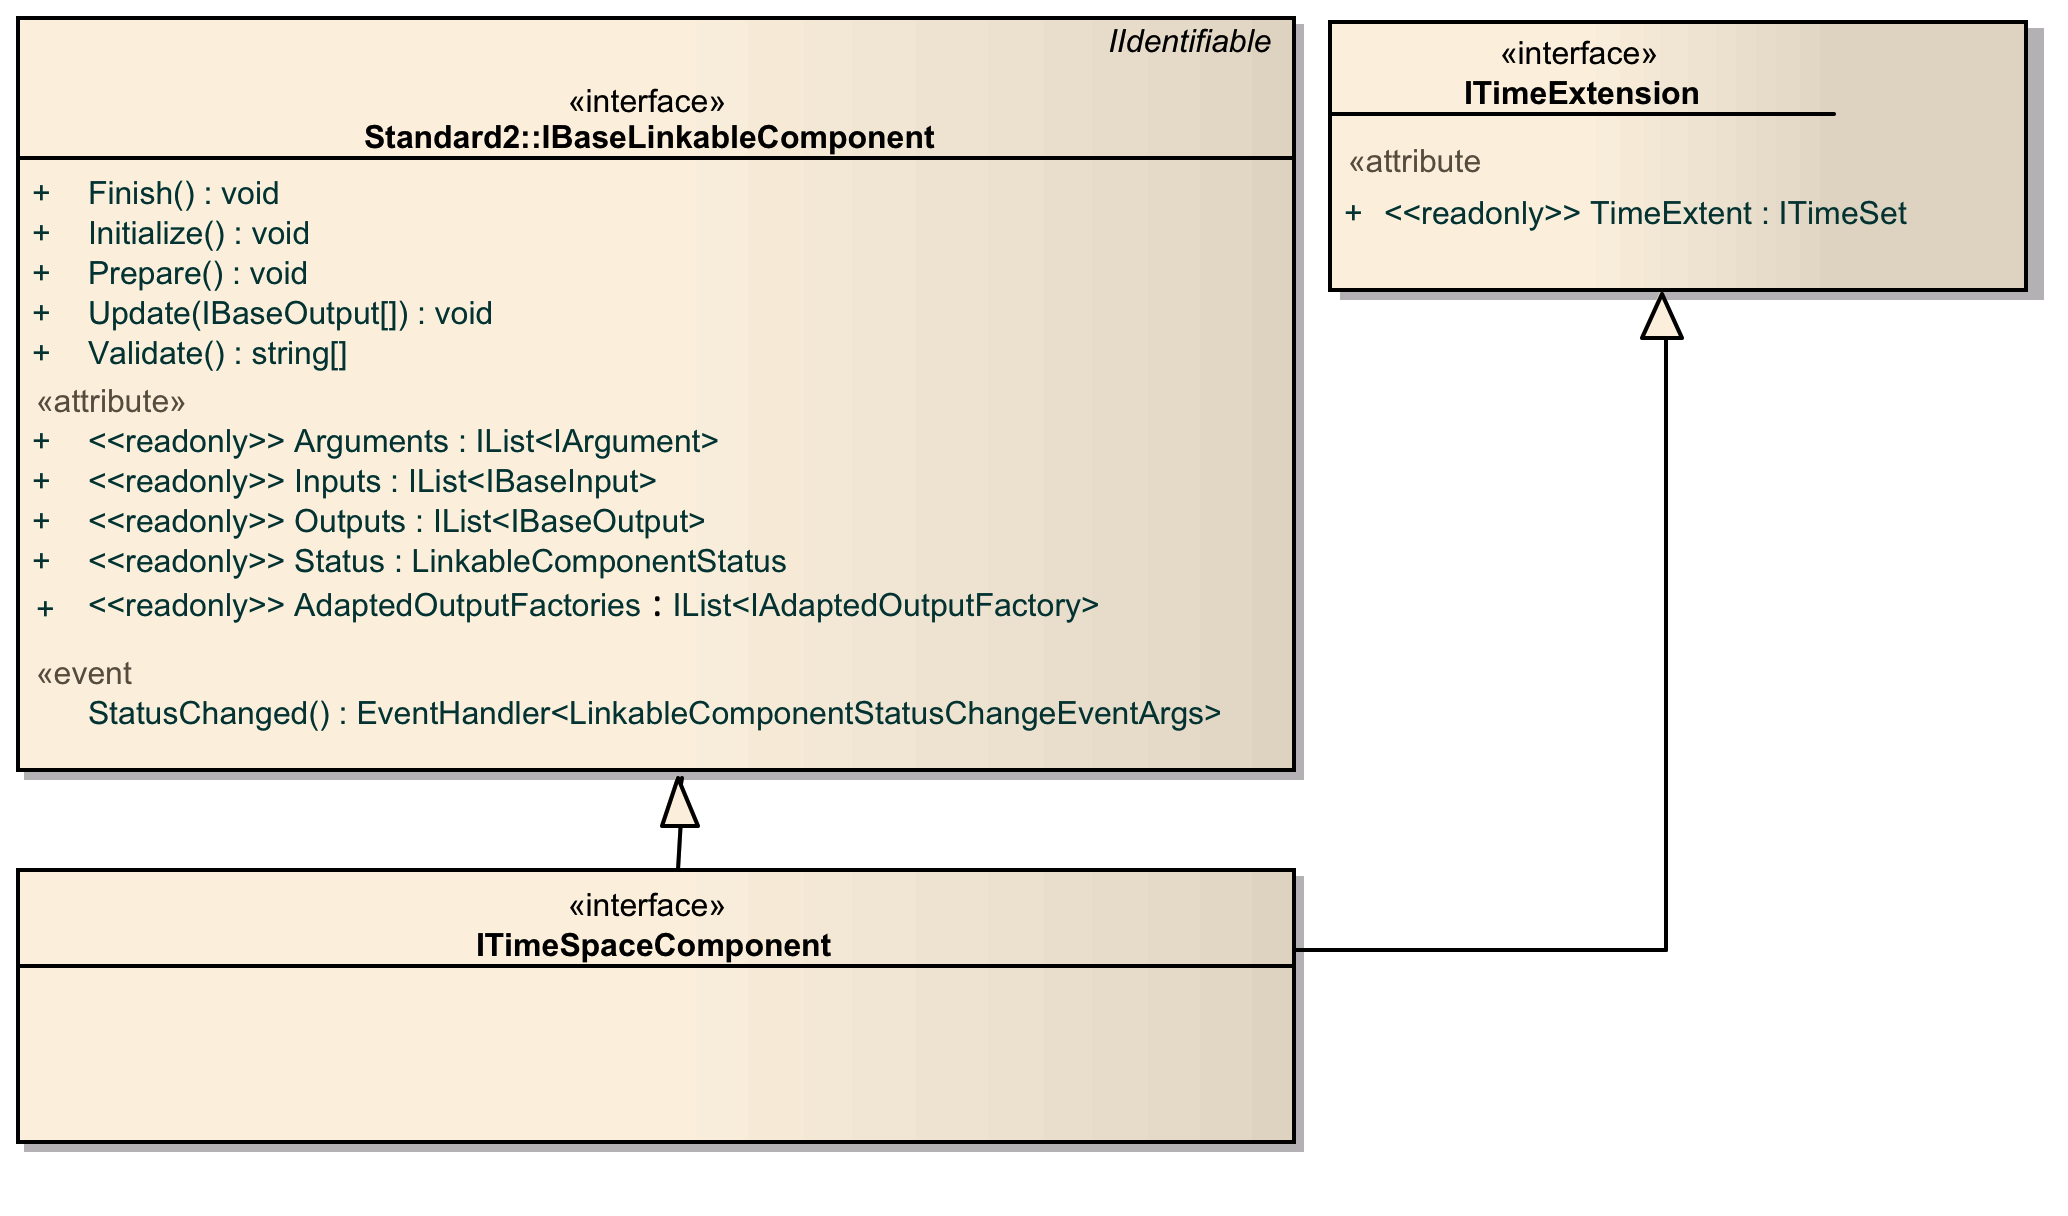 IIdentifiable
«interface»
Standard2::IBaseLinkableComponent
+ Finish() : void
+ Initialize() : void
+ Prepare() : void
+ Update(IBaseOutput[]) : void
+ Validate() : string[]
«attribute»
+ <<readonly>> Arguments : IList<IArgument>
+ <<readonly>> Inputs : IList<IBaseInput>
+ <<readonly>> Outputs : IList<IBaseOutput>
+ <<readonly>> Status : LinkableComponentStatus
+ <<readonly>> AdaptedOutputFactories : IList<IAdaptedOutputFactory>
«event
StatusChanged() : EventHandler<LinkableComponentStatusChangeEventArgs>
«interface»
ITimeExtension
«attribute
+ <<readonly>> TimeExtent : ITimeSet
«interface»
ITimeSpaceComponent